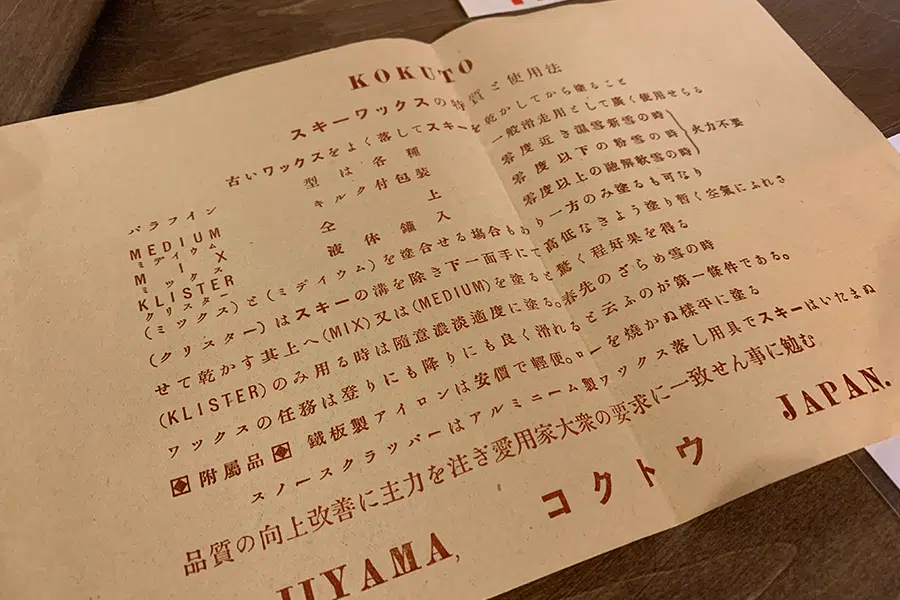 KOKUTO
スキーワックスの特質と使用法
古いワックスをよく落してスキーを乾かしてから塗ること
パラフイン 型は各種 一般滑走用として廣く使用せらる
MEDIUM ミディウム キルク付包裝 零度近き濕雪新雪の時
MIX ミックス 仝上 零度以下の粉雪の時 火力不要
KLISTER クリスター 液体鑵入 零度以上の融解軟雪の時
(ミックス)と(ミデイウム)を塗合せる場合もあり一方のみ塗るも可なり
(クリスター)はスキーの溝を除き下一面手にて高低なきよう塗り暫く空氣にふれさ
せて乾かす其上へ(MIX)又は(MEDIUM)を塗ると驚く程好果を得る
(KLISTER)のみ用る時は隨意濃淡適度に塗る。春先のざらめ雪の時
ワックスの任務は登りにも降りにも良く滑れると云ふのが第一條件である。
附屬品 鐵板製アイロンは安價で輕便。ローを燒かぬ樣平に塗る
スノースクラッバーはアルミニーム製ワックス落し用具でスキーはいたまぬ
品質の向上改善に主力を注ぎ愛用家大衆の要求に一致せん事に勉む
IIYAMA, コクトウ JAPAN.